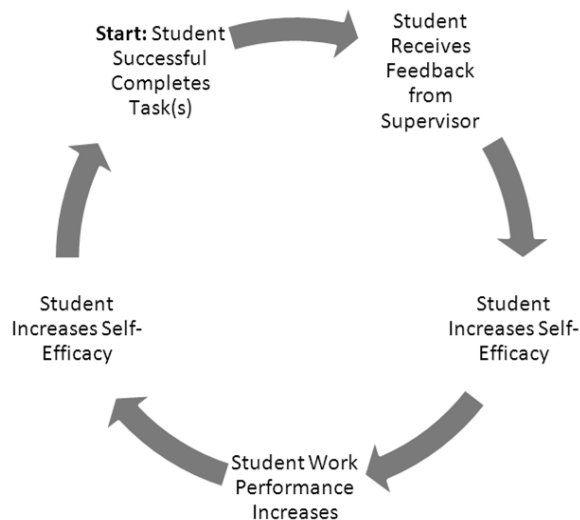 Start: Student
Successful
Completes
Task(s)
Student
Receives
Feedback
from
Supervisor
Student
Increases Self-
Efficacy
Student Work
Performance
Increases
Student
Increases Self-
Efficacy